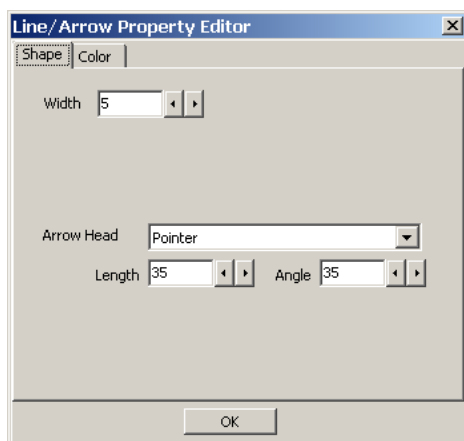 Line/Arrow Property Editor
Shape Color
Width 5
Arrow Head Pointer
Length 35 Angle 35
OK